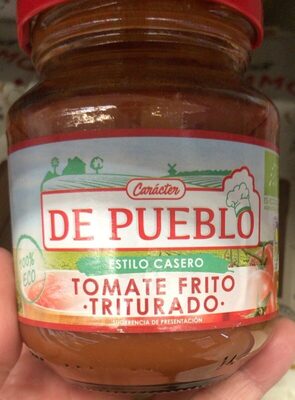 Carácter
DE PUEBLO
ESTILO CASERO
100%
ECO
TOMATE FRITO
·TRITURADO·
SUGERENCIA DE PRESENTACIÓN